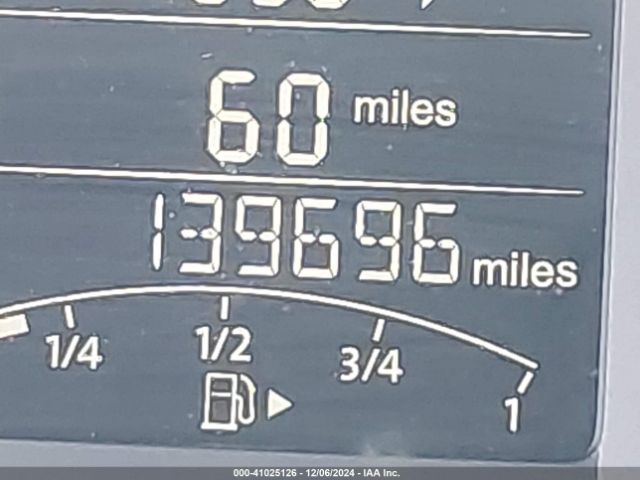 60 miles
139696 miles
1/4 1/2 3/4 1
000-41025126 - 12/06/2024 - IAA Inc.